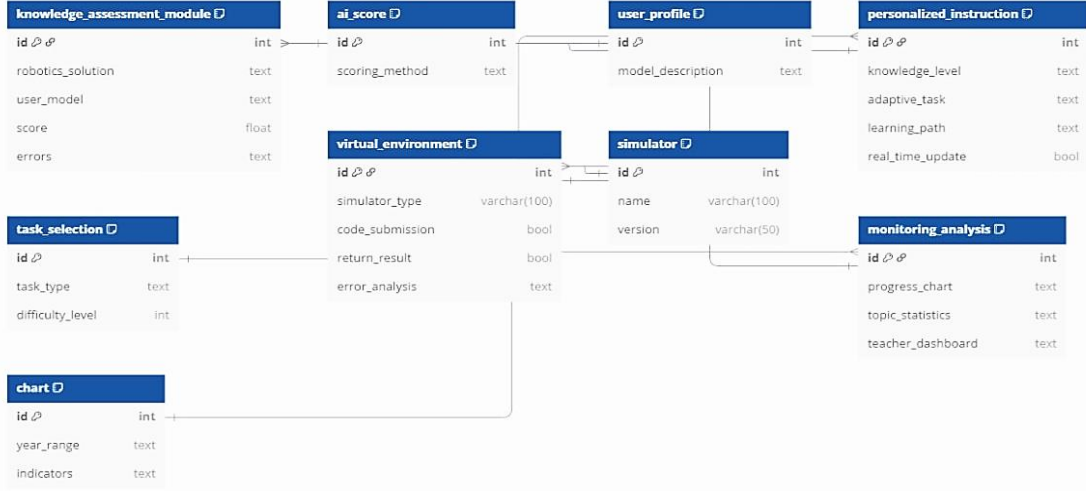 knowledge_assessment_module
id int
robotics_solution text
user_model text
score float
errors text
ai_score
id int
scoring_method text
user_profile
id int
model_description text
personalized_instruction
id int
knowledge_level text
adaptive_task text
learning_path text
real_time_update bool
virtual_environment
id int
simulator_type varchar(100)
code_submission bool
return_result bool
error_analysis text
simulator
id int
name varchar(100)
version varchar(50)
task_selection
id int
task_type text
difficulty_level int
monitoring_analysis
id int
progress_chart text
topic_statistics text
teacher_dashboard text
chart
id int
year_range text
indicators text